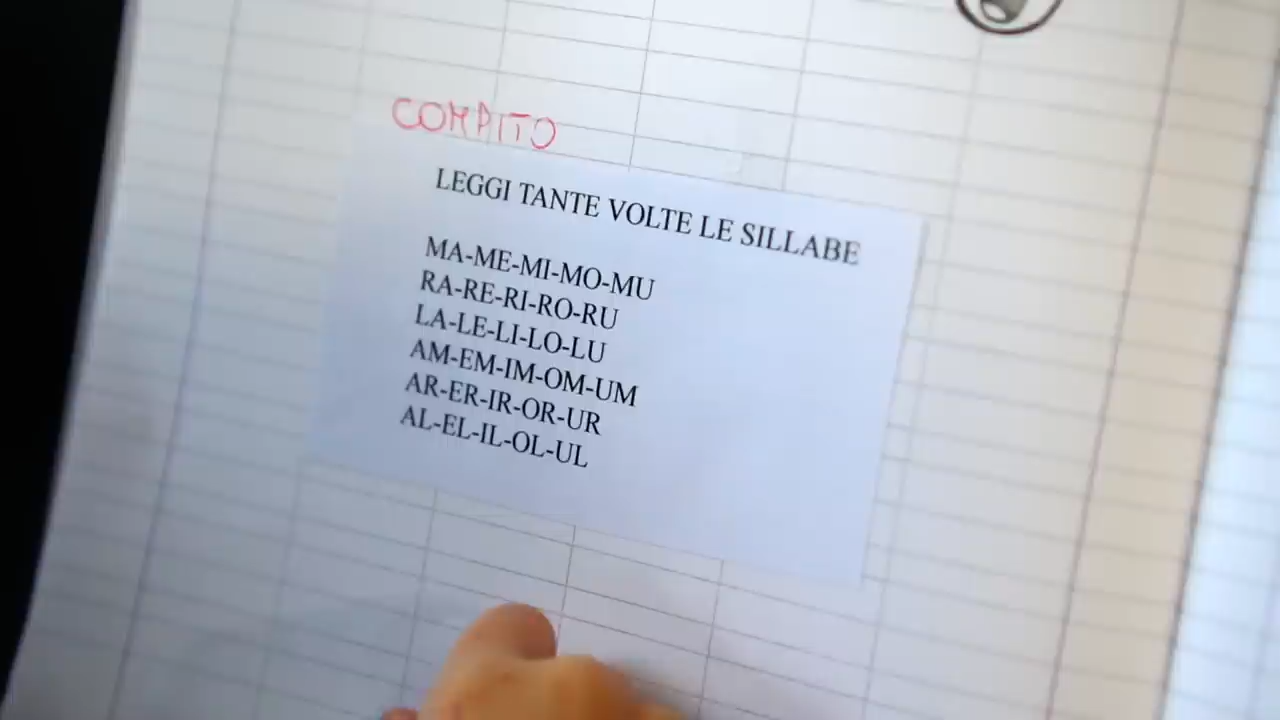 COMPITO
LEGGI TANTE VOLTE LE SILLABE
MA-ME-MI-MO-MU
RA-RE-RI-RO-RU
LA-LE-LI-LO-LU
AM-EM-IM-OM-UM
AR-ER-IR-OR-UR
AL-EL-IL-OL-UL